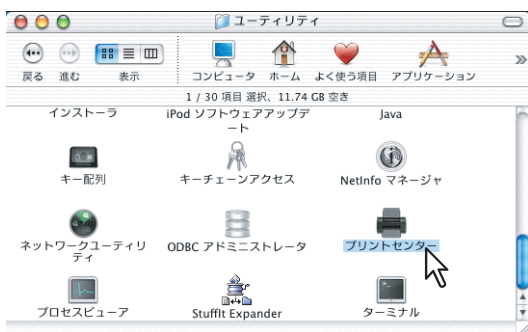 ユーティリティ
戻る 進む 表示 コンピュータ ホーム よく使う項目 アプリケーション
1 / 30 項目 選択、11.74 GB 空き
インストーラ iPod ソフトウェアアップデ Java
ート
キー配列 キーチェーンアクセス NetInfo マネージャ
ネットワークユーティリ ODBC アドミニストレータ プリントセンター
ティ
プロセスビューア StuffIt Expander ターミナル